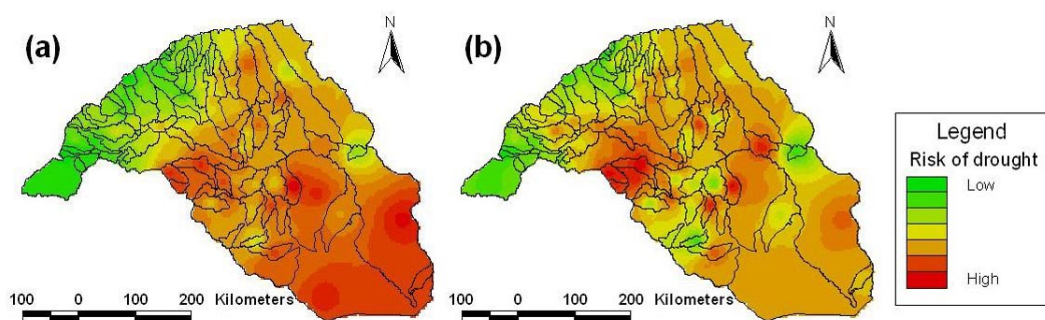 (a)
N
100 0 100 200 Kilometers
(b)
N
100 0 100 200 Kilometers
Legend
Risk of drought
Low
High